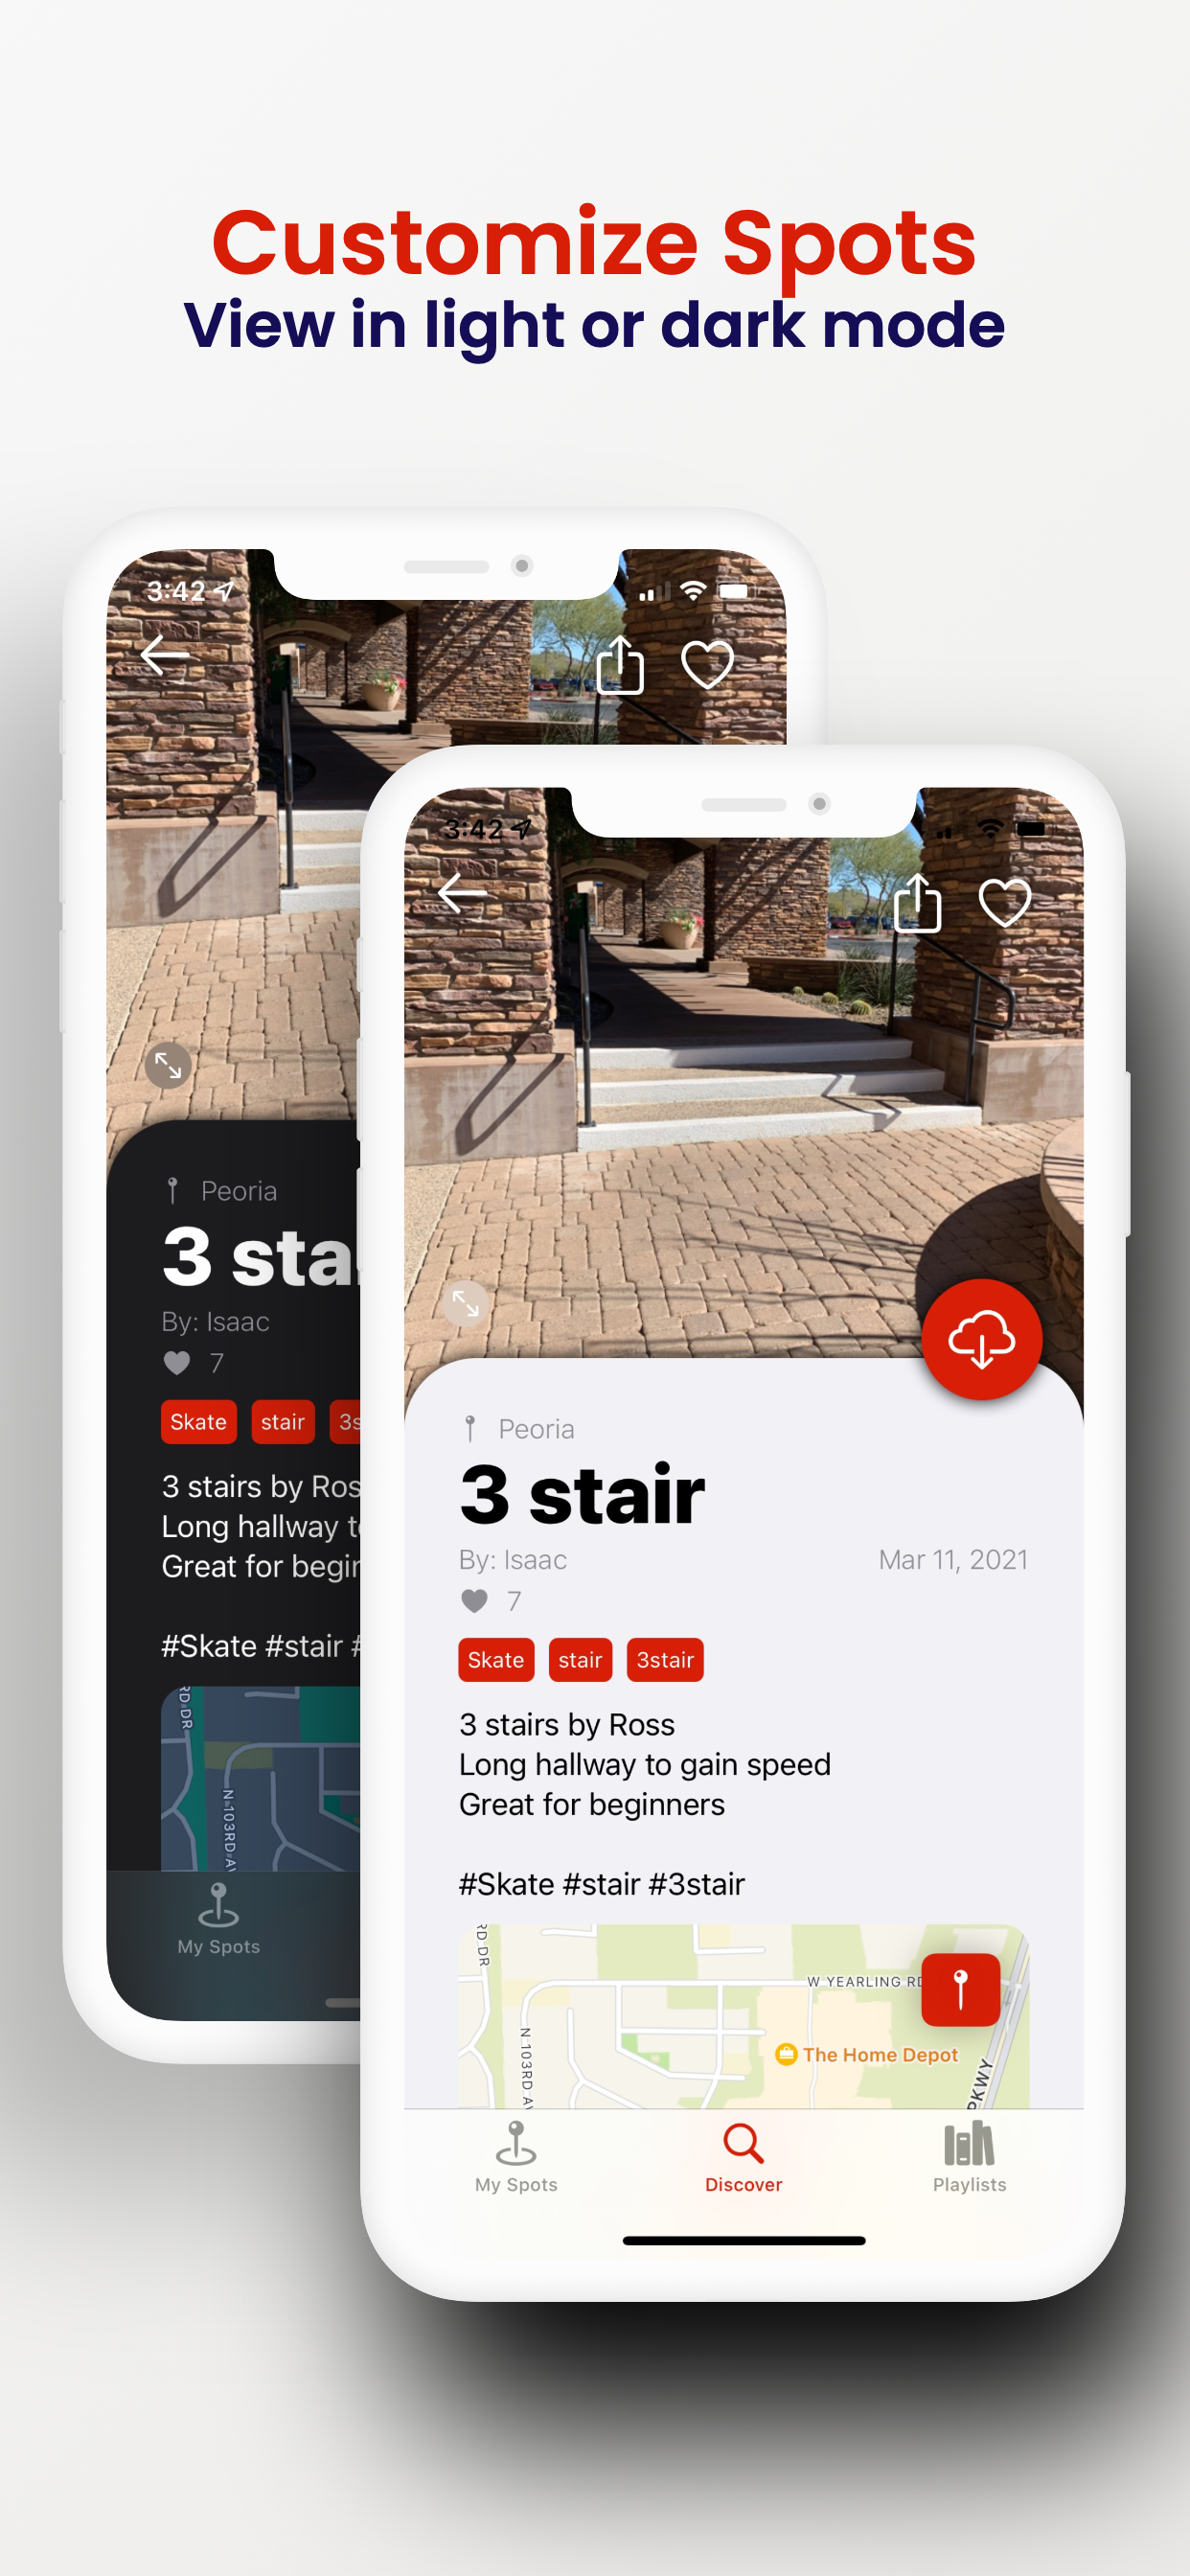 Customize Spots
View in light or dark mode
3:42
Peoria
3 stai
By: Isaac
7
Skate stair 3s
3 stairs by Ros
Long hallway t
Great for begin
#Skate #stair #
RD DR
N 103RD AV
My Spots
3:42
Peoria
3 stair
By: Isaac Mar 11, 2021
7
Skate stair 3stair
3 stairs by Ross
Long hallway to gain speed
Great for beginners
#Skate #stair #3stair
RD DR
W YEARLING RD
N 103RD AV
The Home Depot
PKWY
My Spots Discover Playlists